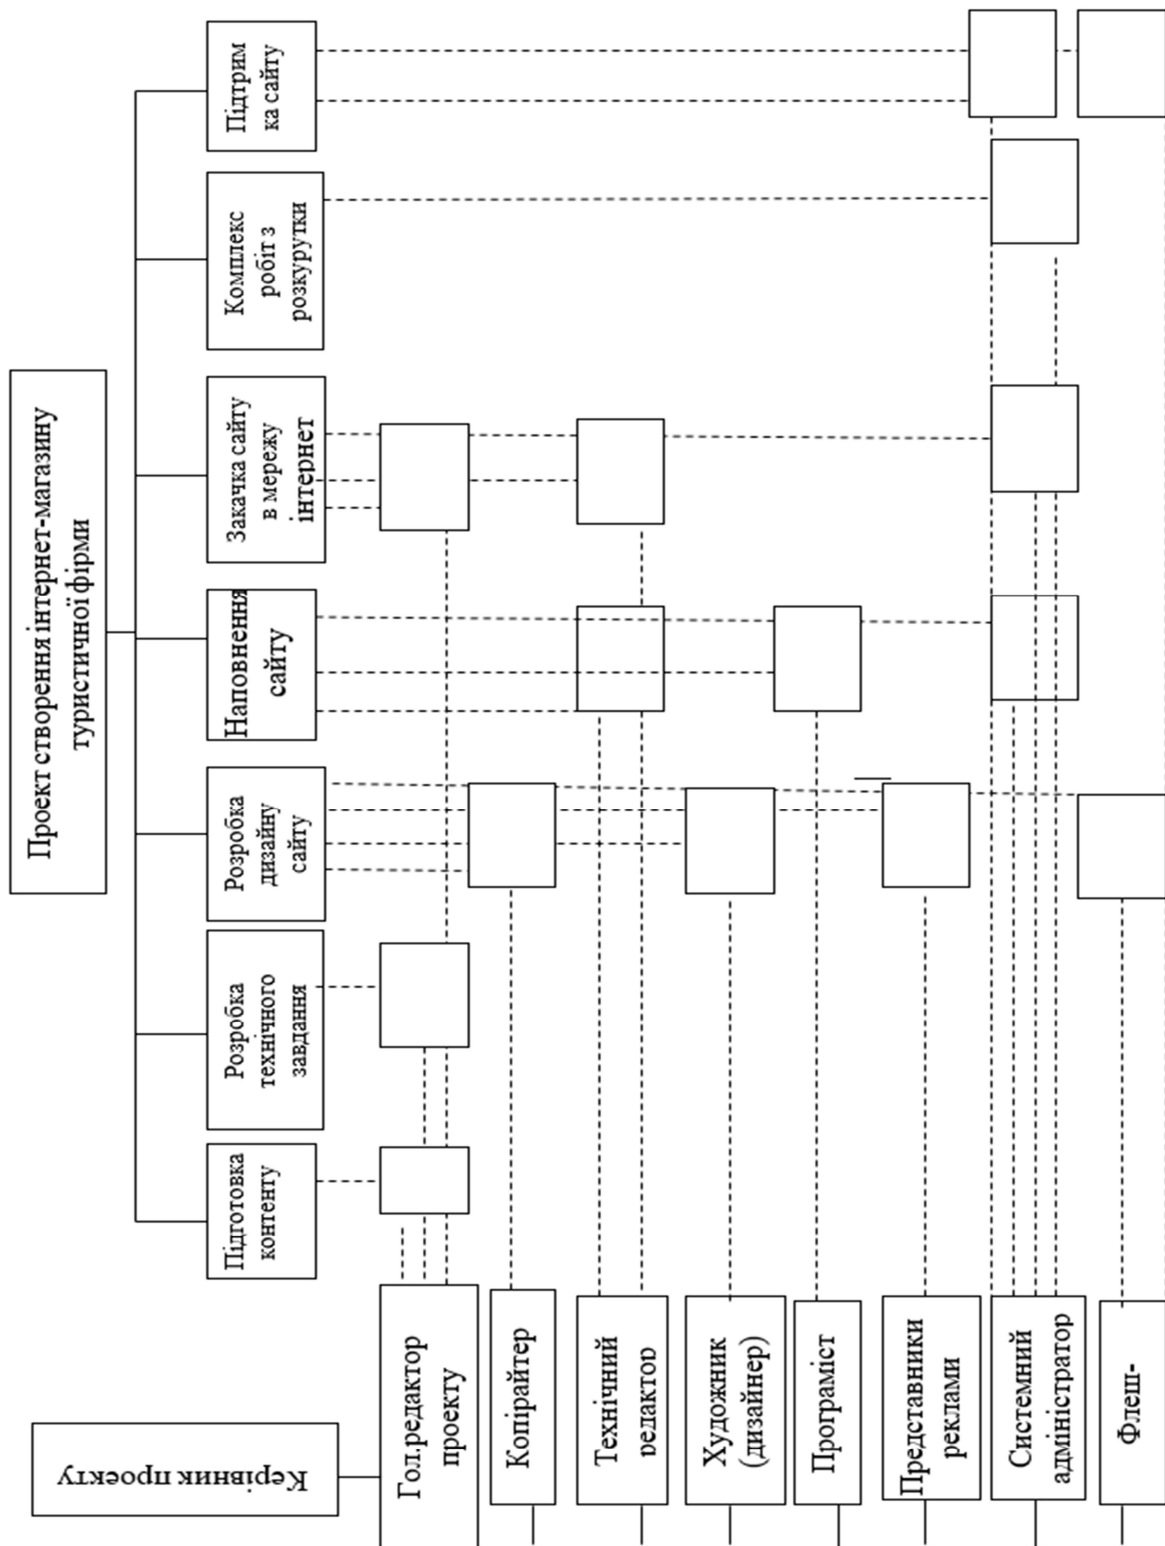 Проект створення інтернет-магазину
туристичної фірми
Підготовка
контенту
Розробка
технічного
завдання
Розробка
дизайну
сайту
Наповнення
сайту
Закачка сайту
в мережу
інтернет
Комплекс
робіт з
розкурутки
Підтрим
ка сайту
Керівник проекту
Гол.редактор
проекту
Копірайтер
Технічний
редактор
Художник
(дизайнер)
Програміст
Представники
реклами
Системний
адміністратор
Флеш-